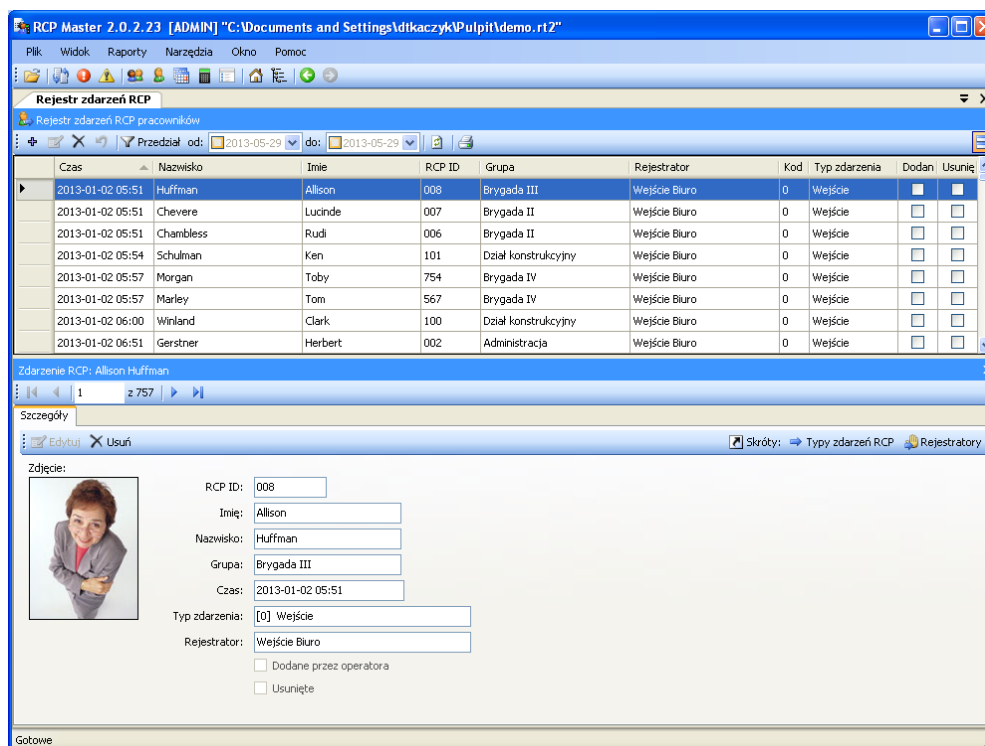 RCP Master 2.0.2.23 [ADMIN] "C:\Documents and Settings\dtkaczyk\Pulpit\demo.rt2"
Plik Widok Raporty Narzędzia Okno Pomoc
Rejestr zdarzeń RCP
Rejestr zdarzeń RCP pracowników
Przedział od: 2013-05-29 do: 2013-05-29
Czas Nazwisko Imie RCP ID Grupa Rejestrator Kod Typ zdarzenia Dodan Usunię
2013-01-02 05:51 Huffman Allison 008 Brygada III Wejście Biuro 0 Wejście
2013-01-02 05:51 Chevere Lucinde 007 Brygada II Wejście Biuro 0 Wejście
2013-01-02 05:51 Chambless Rudi 006 Brygada II Wejście Biuro 0 Wejście
2013-01-02 05:54 Schulman Ken 101 Dział konstrukcyjny Wejście Biuro 0 Wejście
2013-01-02 05:57 Morgan Toby 754 Brygada IV Wejście Biuro 0 Wejście
2013-01-02 05:57 Marley Tom 567 Brygada IV Wejście Biuro 0 Wejście
2013-01-02 06:00 Winland Clark 100 Dział konstrukcyjny Wejście Biuro 0 Wejście
2013-01-02 06:51 Gerstner Herbert 002 Administracja Wejście Biuro 0 Wejście
Zdarzenie RCP: Allison Huffman
1 z 757
Szczegóły
Edytuj Usuń Skróty: Typy zdarzeń RCP Rejestratory
Zdjęcie:
RCP ID: 008
Imię: Allison
Nazwisko: Huffman
Grupa: Brygada III
Czas: 2013-01-02 05:51
Typ zdarzenia: [0] Wejście
Rejestrator: Wejście Biuro
Dodane przez operatora
Usunięte
Gotowe